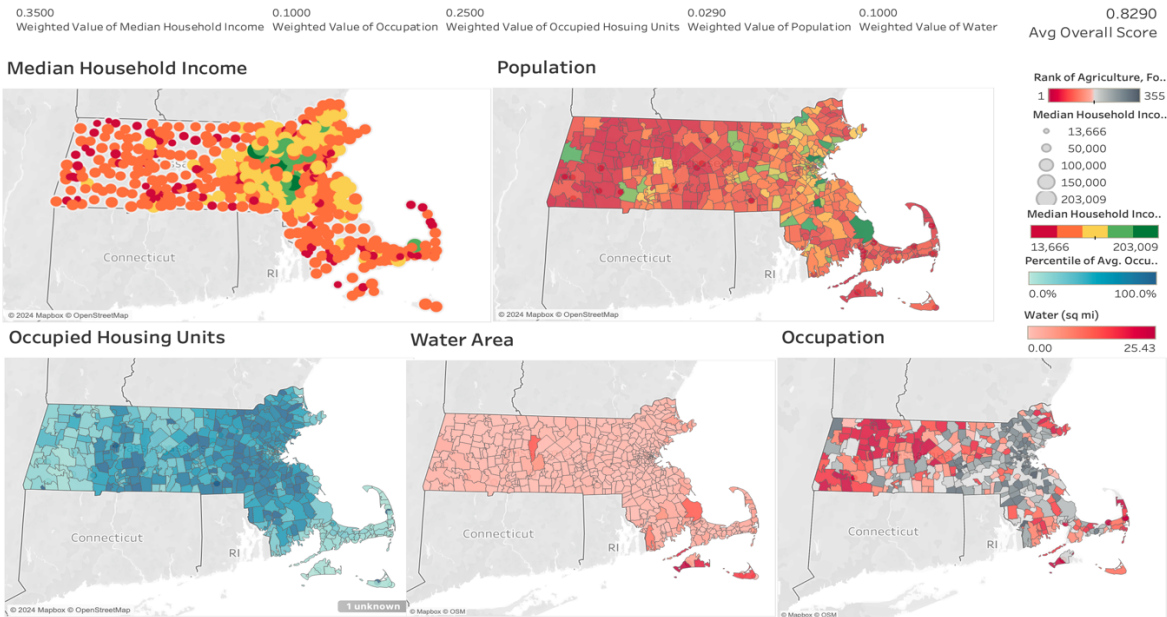 0.3500
Weighted Value of Median Household Income
0.1000
Weighted Value of Occupation
0.2500
Weighted Value of Occupied Hosuing Units
0.0290
Weighted Value of Population
0.1000
Weighted Value of Water
0.8290
Avg Overall Score
Median Household Income
Connecticut
RI
© 2024 Mapbox © OpenStreetMap
Population
Connecticut
RI
© 2024 Mapbox © OpenStreetMap
Rank of Agriculture, Fo..
1
355
Median Household Inco..
13,666
50,000
100,000
150,000
203,009
Median Household Inco..
13,666
203,009
Percentile of Avg. Occu..
0.0%
100.0%
Water (sq mi)
0.00
25.43
Occupied Housing Units
Connecticut
RI
© 2024 Mapbox © OpenStreetMap
1 unknown
Water Area
Connecticut
RI
© Mapbox © OSM
Occupation
Connecticut
RI
© Mapbox © OSM